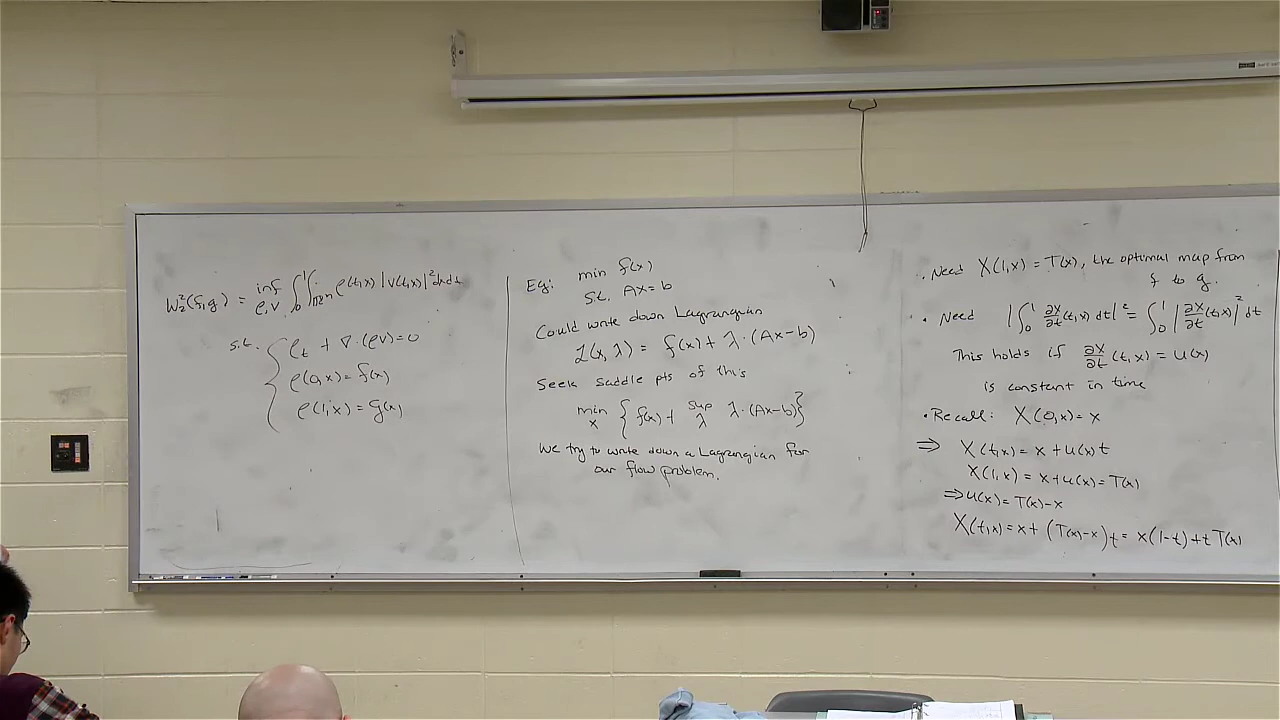 W₂²(f,g) = inf_{ρ,v} ∫₀¹∫_{ℝⁿ} ρ(t,x)|v(t,x)|²dxdt
s.t. { ρ_t + ∇·(ρv)=0
ρ(0,x)=f(x)
ρ(1,x)=g(x)
Eg: min f(x)
s.t. Ax=b
Could write down Lagrangian
L(x,λ) = f(x) + λ·(Ax-b)
Seek saddle pts of this
min_x { f(x) + sup_λ λ·(Ax-b)}
We try to write down a Lagrangian for
our flow problem.
· Need X(1,x) = T(x), the optimal map from
f to g.
· Need |∫₀¹ ∂X/∂t(t,x) dt|² = ∫₀¹ |∂X/∂t(t,x)|² dt
This holds if ∂X/∂t(t,x) = u(x)
is constant in time
· Recall: X(0,x) = x
⇒ X(t,x) = x + u(x)t
X(1,x) = x+u(x) = T(x)
⇒ u(x) = T(x)-x
X(t,x) = x + (T(x)-x)t = x(1-t)+t T(x)